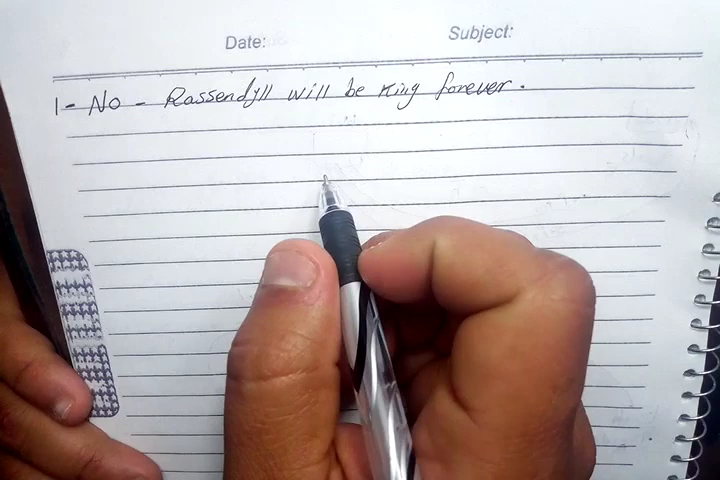 Date: Subject:
1- No - Rassendyll will be King forever.